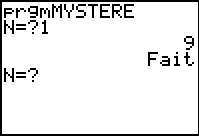 prgmMYSTERE
N=?1
9
Fait
N=?